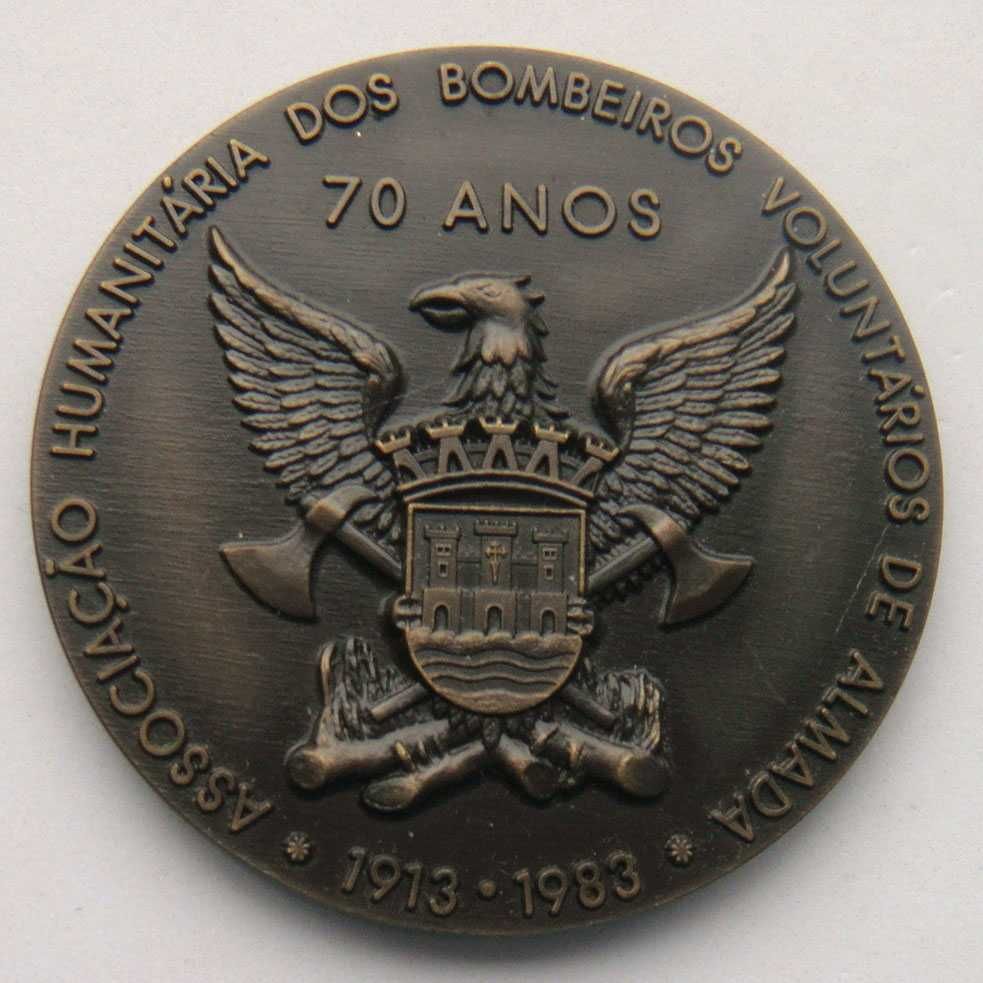 ASSOCIAÇÃO HUMANITÁRIA DOS BOMBEIROS VOLUNTÁRIOS DE ALMADA
70 ANOS
* 1913 · 1983 *